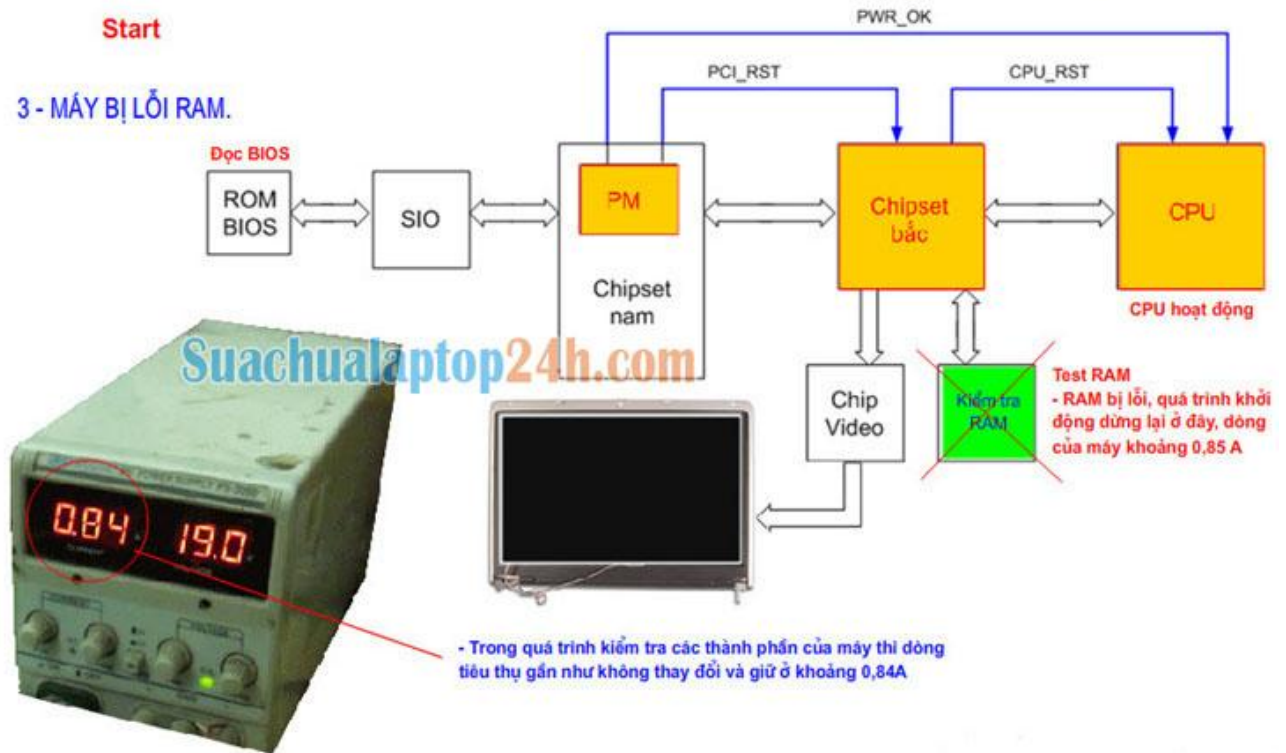 Start
PWR_OK
PCI_RST
CPU_RST
3 - MÁY BỊ LỖI RAM.
Đọc BIOS
ROM
BIOS
SIO
PM
Chipset
nam
Chipset
bắc
CPU
CPU hoạt động
Suachualaptop24h.com
Chip
Video
Kiểm tra
RAM
Test RAM
- RAM bị lỗi, quá trình khởi
động dừng lại ở đây, dòng
của máy khoảng 0,85 A
POWER SUPPLY
0.84
19.0
- Trong quá trình kiểm tra các thành phần của máy thì dòng
tiêu thụ gần như không thay đổi và giữ ở khoảng 0,84A